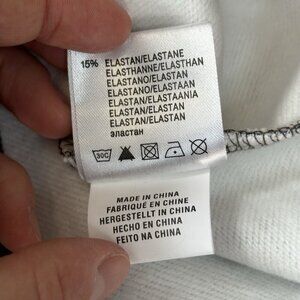 15% ELASTAN/ELASTANE
ELASTHANNE/ELASTHAN
ELASTANO/ELASTAN
ELASTANO/ELASTAAN
ELASTAN/ELASTAANIA
ELASTAN/ELASTAN
ELASTAN/ELASTAN
эластан
30C
MADE IN CHINA
FABRIQUÉ EN CHINE
HERGESTELLT IN CHINA
HECHO EN CHINA
FEITO NA CHINA